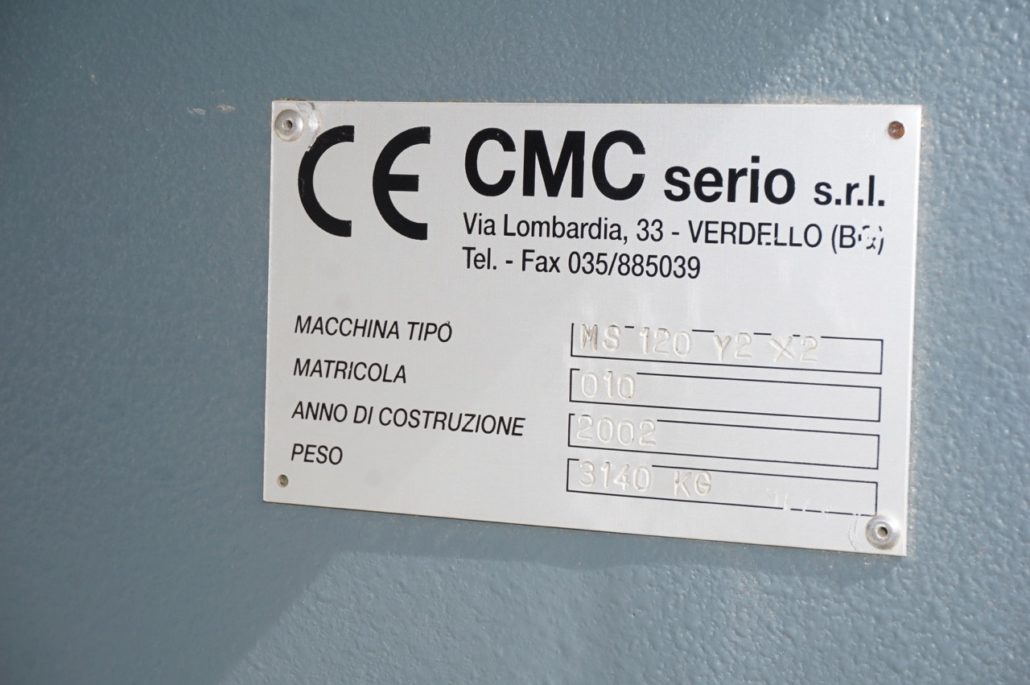 CE CMC serio s.r.l.
Via Lombardia, 33 - VERDELLO (BG)
Tel. - Fax 035/885039
MACCHINA TIPO MS 120 Y2 X2
MATRICOLA 010
ANNO DI COSTRUZIONE 2002
PESO 3140 KG